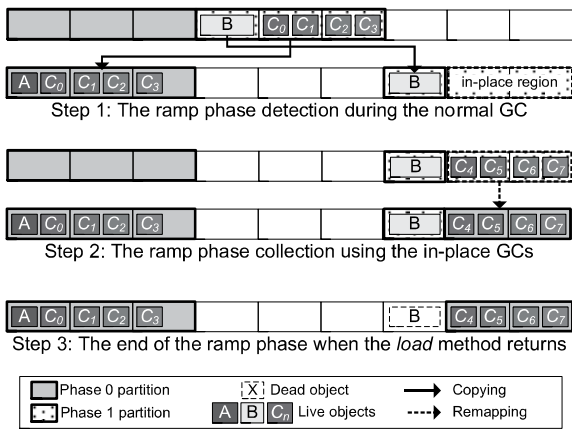 B C0 C1 C2 C3
A C0 C1 C2 C3 B in-place region
Step 1: The ramp phase detection during the normal GC
B C4 C5 C6 C7
A C0 C1 C2 C3 B C4 C5 C6 C7
Step 2: The ramp phase collection using the in-place GCs
A C0 C1 C2 C3 B C4 C5 C6 C7
Step 3: The end of the ramp phase when the load method returns
Phase 0 partition X Dead object Copying
Phase 1 partition A B Cn Live objects Remapping